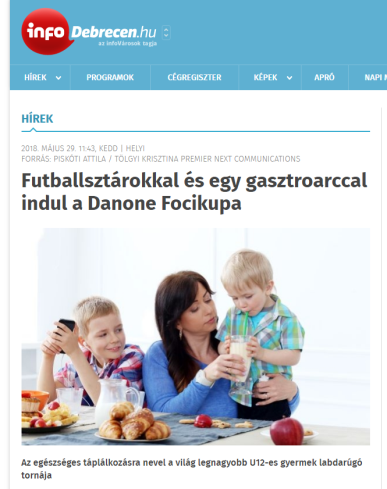 info Debrecen.hu
az infoVárosok tagja
HÍREK PROGRAMOK CÉGREGISZTER KÉPEK APRÓ NAPI
HÍREK
2018. MÁJUS 29. 11:43, KEDD | HELYI
FORRÁS: PISKÓTI ATTILA / TÖLGYI KRISZTINA PREMIER NEXT COMMUNICATIONS
Futballsztárokkal és egy gasztroarccal
indul a Danone Focikupa
Az egészséges táplálkozásra nevel a világ legnagyobb U12-es gyermek labdarúgó
tornája